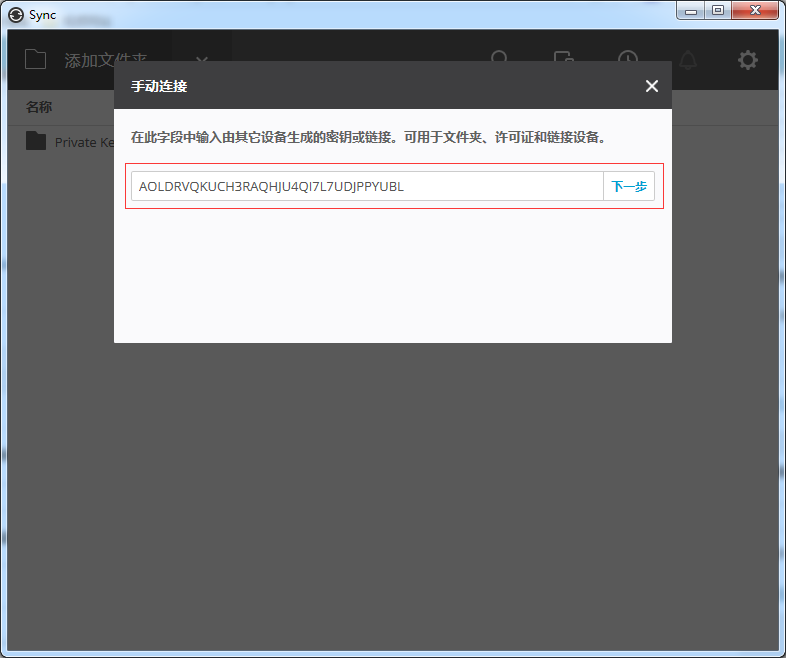 Sync
添加文件夹
手动连接
名称
在此字段中输入由其它设备生成的密钥或链接。可用于文件夹、许可证和链接设备。
Private Ke
AOLDRVQKUCH3RAQHJU4QI7L7UDJPPYUBL
下一步